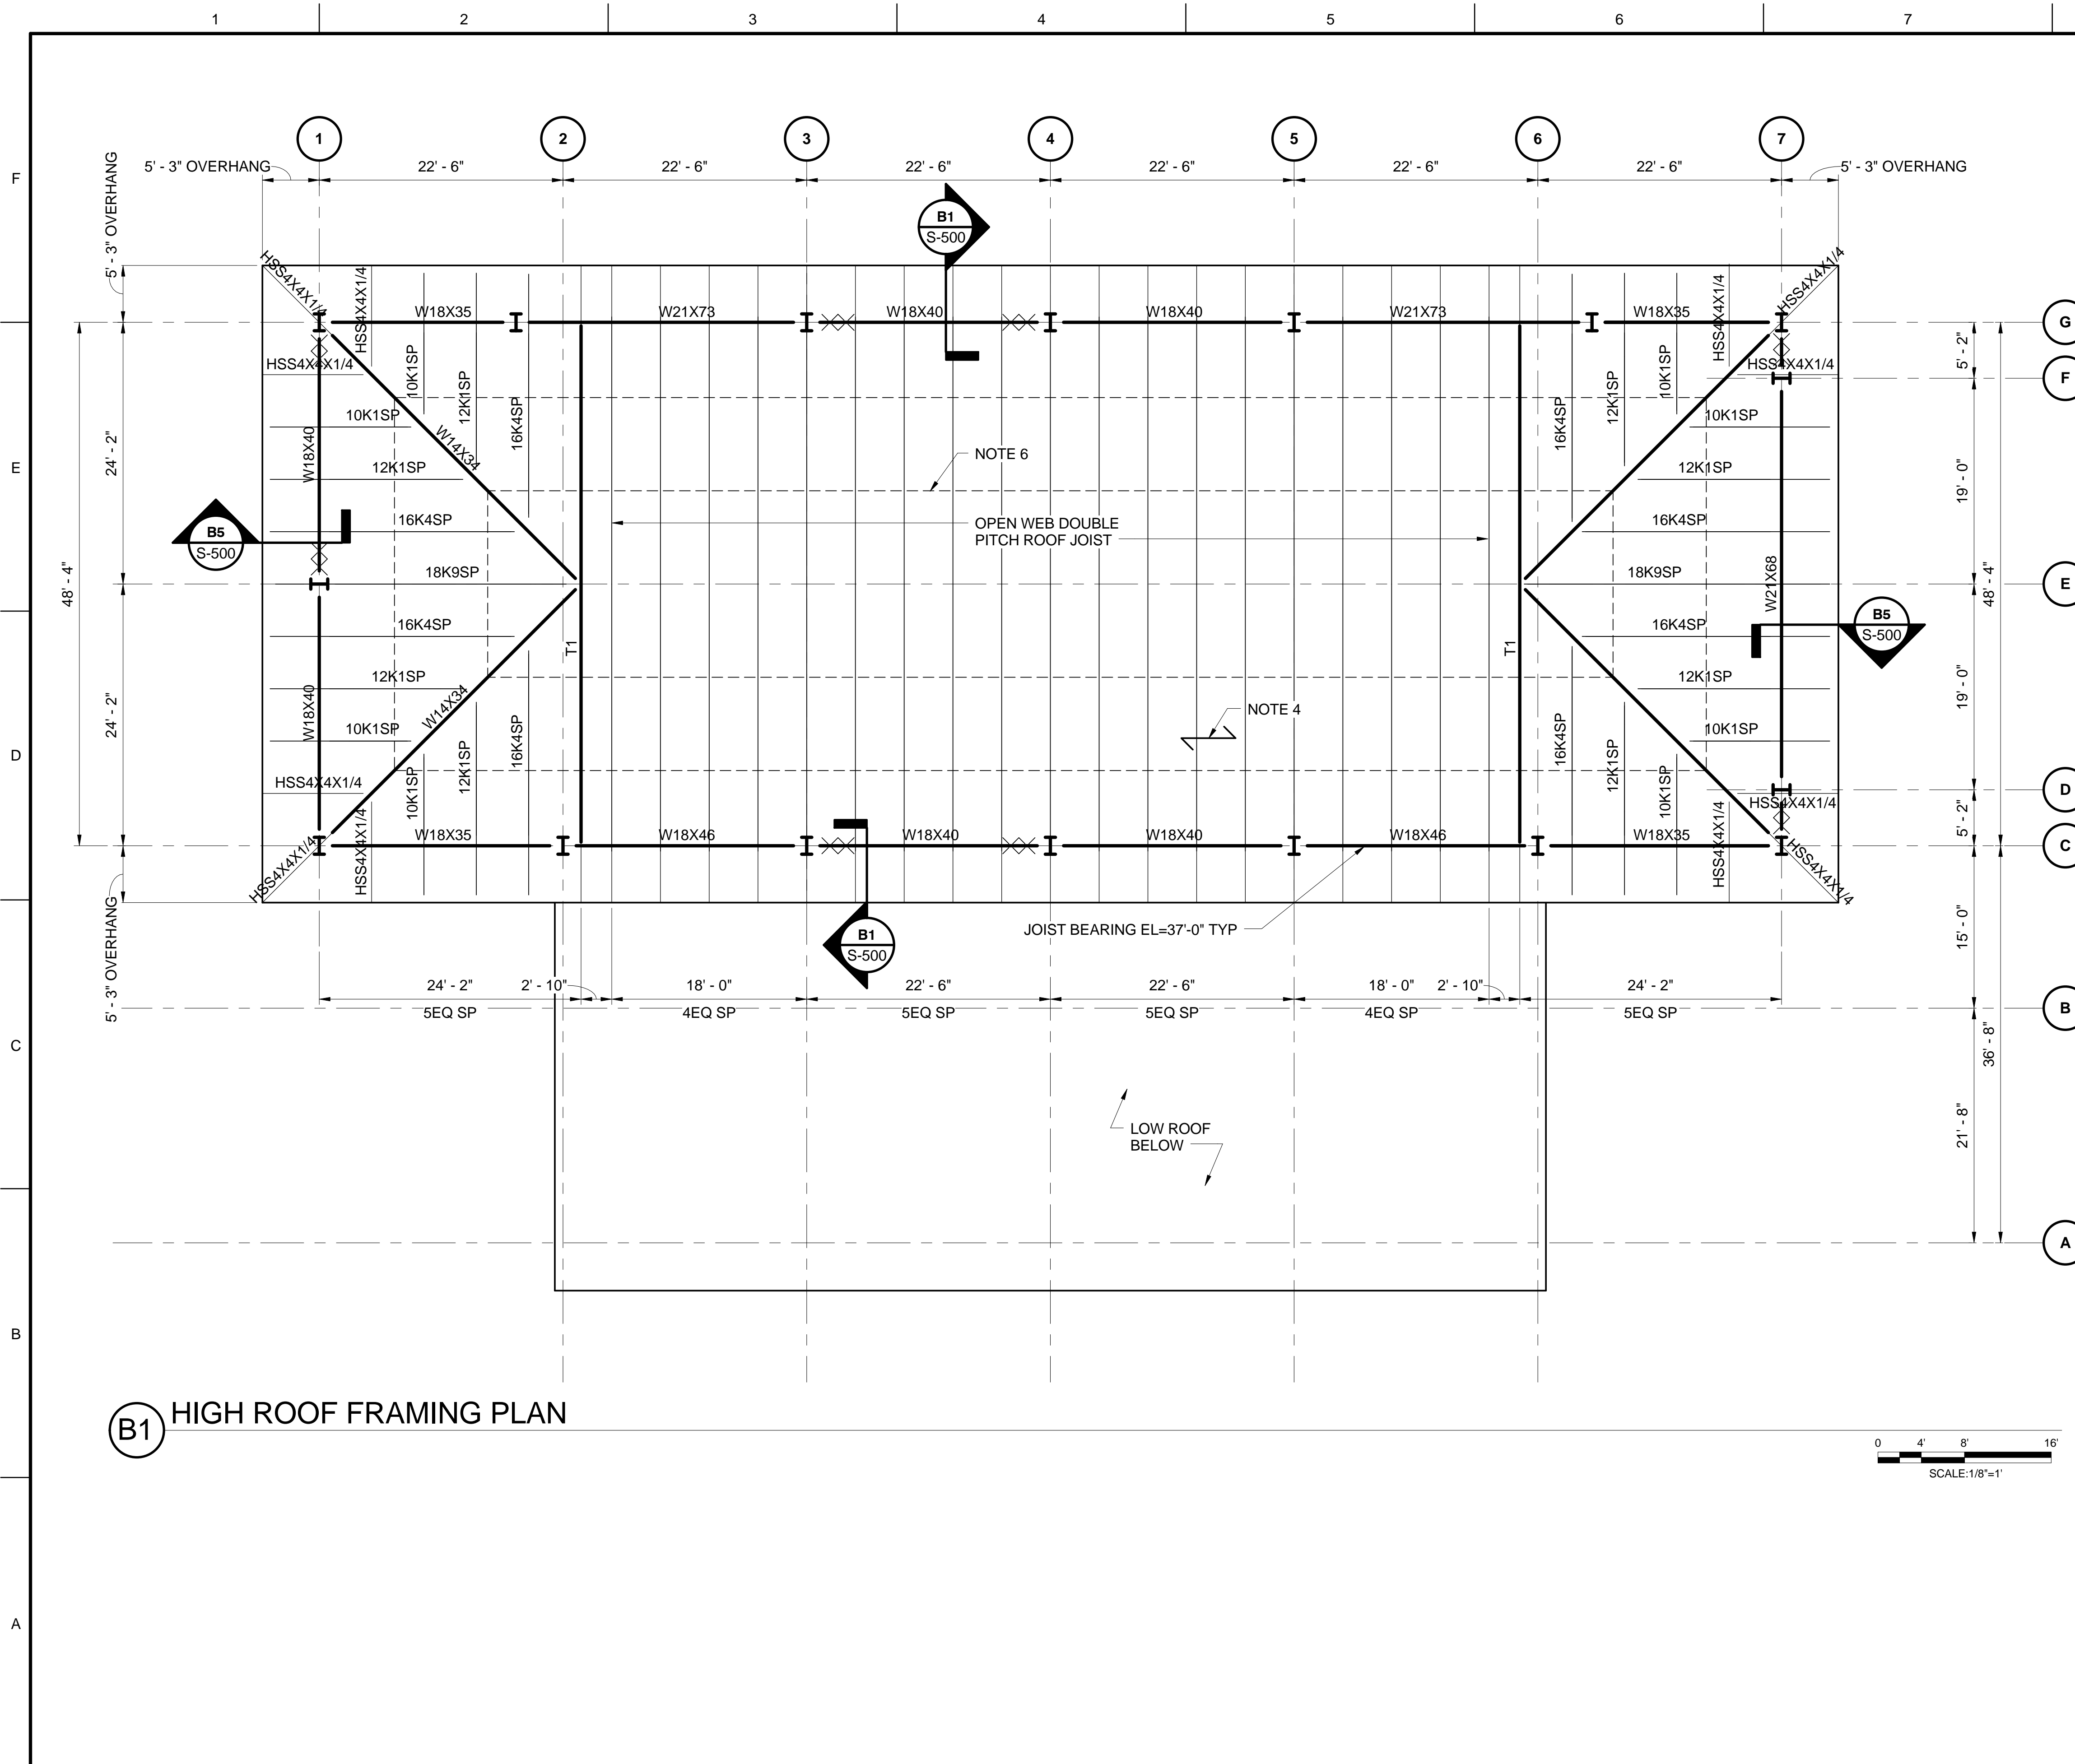 1 2 3 4 5 6 7
F
E
D
C
B
A
1 2 3 4 5 6 7
5' - 3" OVERHANG 22' - 6" 22' - 6" 22' - 6" 22' - 6" 22' - 6" 22' - 6" 5' - 3" OVERHANG
5' - 3" OVERHANG
B1
S-500
HSS4X4X1/4
HSS4X4X1/4
W18X35 W21X73 W18X40 W18X40 W21X73 W18X35
HSS4X4X1/4
HSS4X4X1/4
G
HSS4X4X1/4
HSS4X4X1/4
5' - 2"
F
10K1SP
12K1SP
16K4SP
16K4SP
12K1SP
10K1SP
10K1SP
10K1SP
24' - 2"
W18X40
W14X34
NOTE 6
12K1SP
12K1SP
19' - 0"
16K4SP
16K4SP
OPEN WEB DOUBLE
PITCH ROOF JOIST
B5
S-500
18K9SP
18K9SP
W21X68
48' - 4"
48' - 4"
E
16K4SP
16K4SP
T1
T1
B5
S-500
12K1SP
12K1SP
24' - 2"
W18X40
W14X34
NOTE 4
19' - 0"
10K1SP
10K1SP
10K1SP
12K1SP
16K4SP
16K4SP
12K1SP
10K1SP
HSS4X4X1/4
HSS4X4X1/4
D
5' - 2"
W18X35 W18X46 W18X40 W18X40 W18X46 W18X35
C
HSS4X4X1/4
HSS4X4X1/4
HSS4X4X1/4
HSS4X4X1/4
5' - 3" OVERHANG
B1
S-500
JOIST BEARING EL=37'-0" TYP
15' - 0"
24' - 2" 2' - 10" 18' - 0" 22' - 6" 22' - 6" 18' - 0" 2' - 10" 24' - 2"
5EQ SP 4EQ SP 5EQ SP 5EQ SP 4EQ SP 5EQ SP
B
36' - 8"
21' - 8"
LOW ROOF
BELOW
A
B1 HIGH ROOF FRAMING PLAN
0 4' 8' 16'
SCALE:1/8"=1'